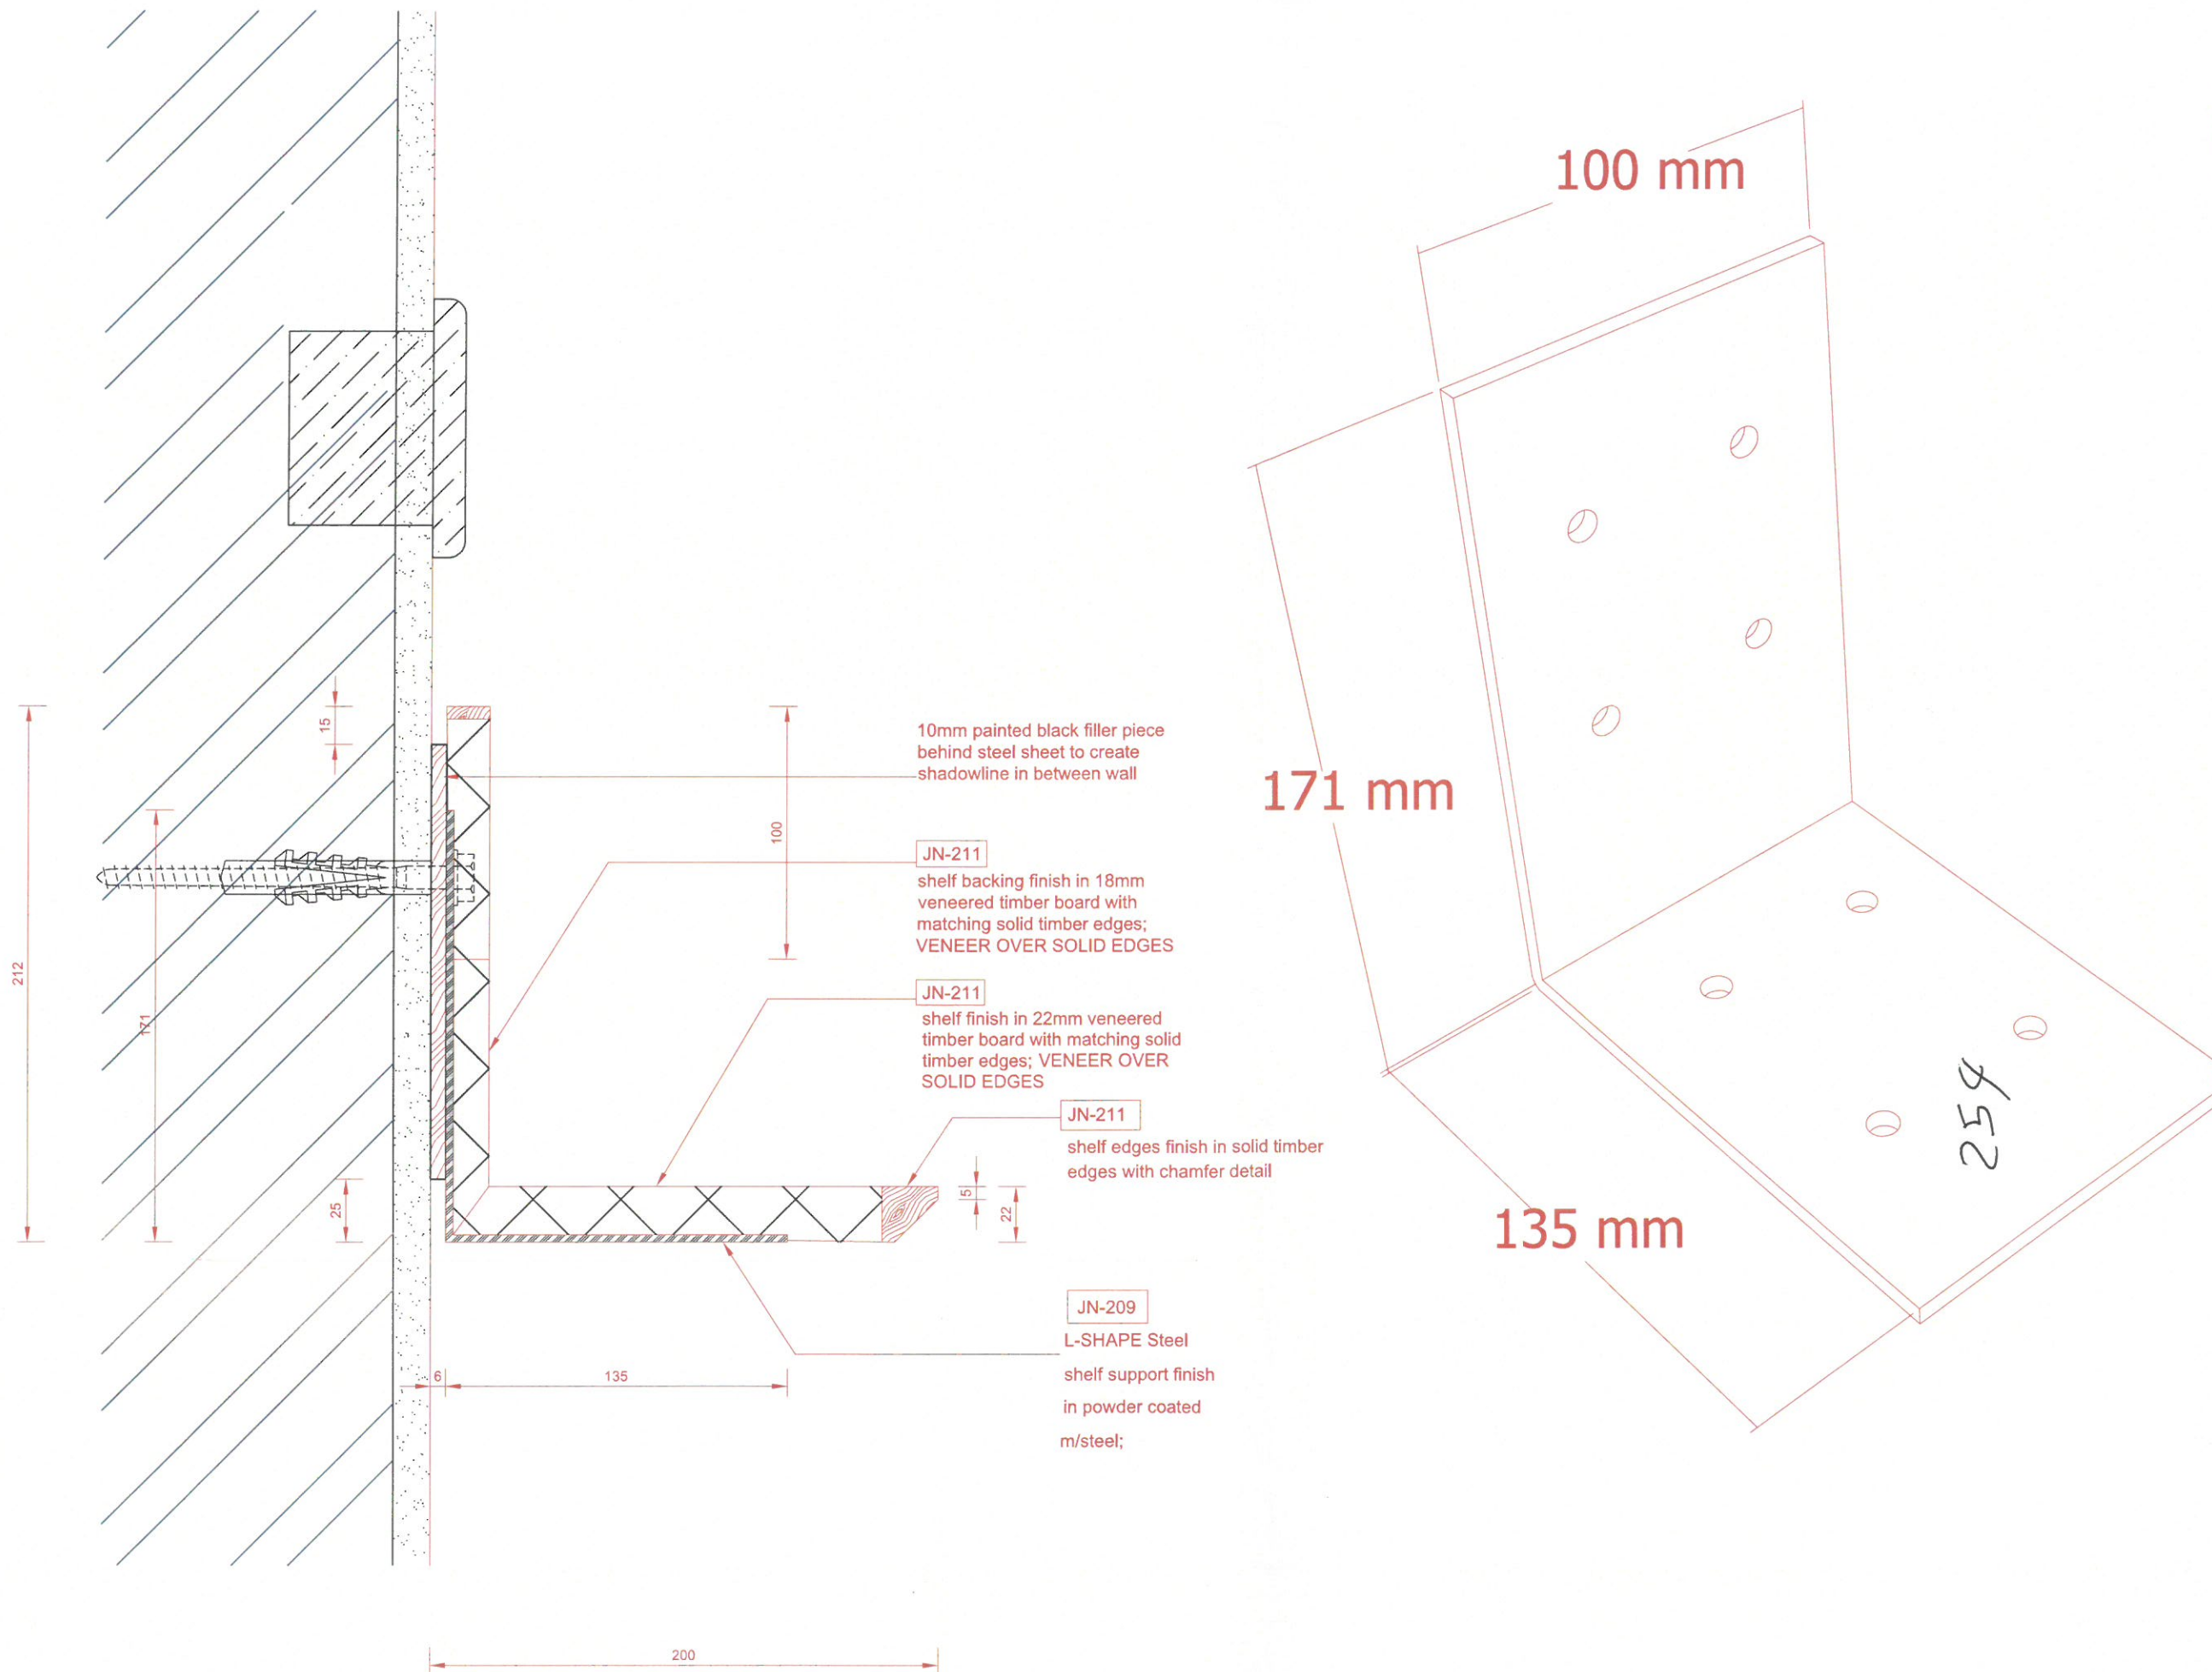 100 mm
171 mm
135 mm
254
15
212
171
25
100
10mm painted black filler piece
behind steel sheet to create
shadowline in between wall
JN-211
shelf backing finish in 18mm
veneered timber board with
matching solid timber edges;
VENEER OVER SOLID EDGES
JN-211
shelf finish in 22mm veneered
timber board with matching solid
timber edges; VENEER OVER
SOLID EDGES
JN-211
shelf edges finish in solid timber
edges with chamfer detail
5
22
JN-209
L-SHAPE Steel
shelf support finish
in powder coated
m/steel;
6
135
200